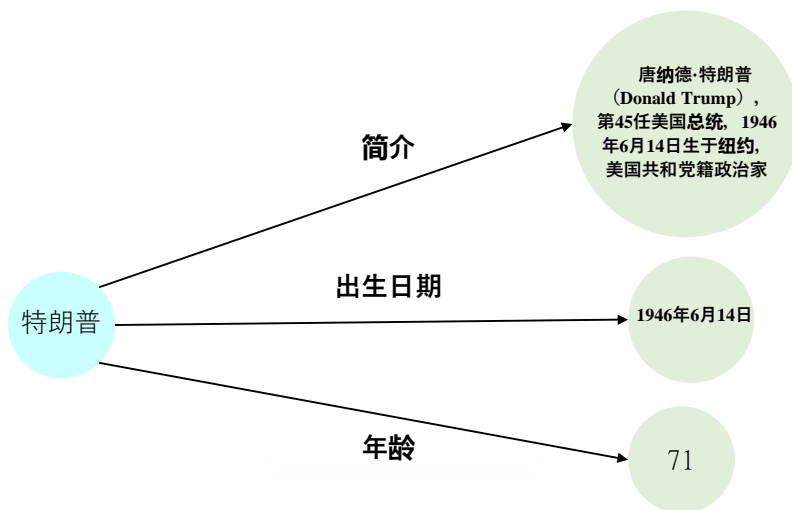 唐纳德·特朗普
（Donald Trump），
第45任美国总统，1946
年6月14日生于纽约，
美国共和党籍政治家
简介
出生日期
特朗普
1946年6月14日
年龄
71